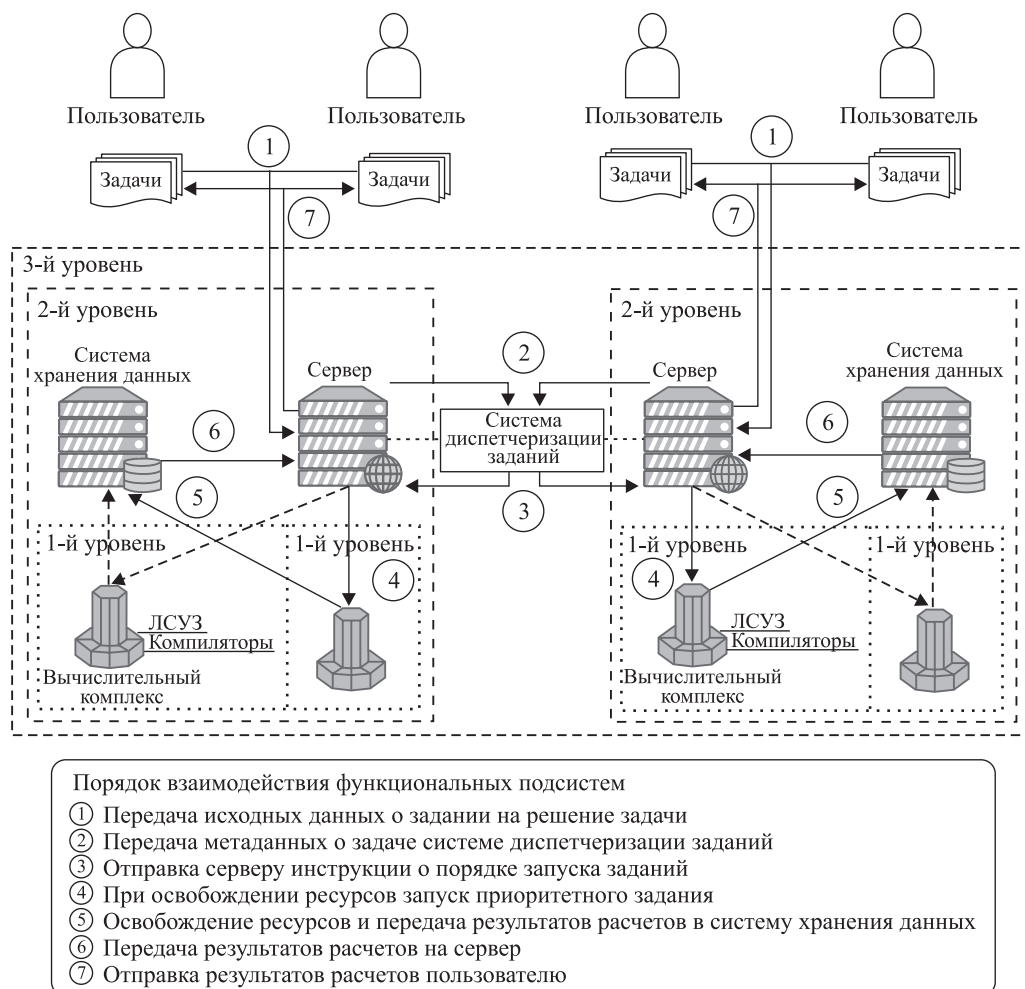 Пользователь
Пользователь
Пользователь
Пользователь
1
1
Задачи
Задачи
Задачи
Задачи
7
7
3-й уровень
2-й уровень
2-й уровень
Система
хранения данных
Сервер
2
Сервер
Система
хранения данных
Система
диспетчеризации
заданий
6
6
5
3
5
1-й уровень
1-й уровень
1-й уровень
1-й уровень
4
4
ЛСУЗ
Компиляторы
Вычислительный
комплекс
ЛСУЗ
Компиляторы
Вычислительный
комплекс
Порядок взаимодействия функциональных подсистем
1 Передача исходных данных о задании на решение задачи
2 Передача метаданных о задаче системе диспетчеризации заданий
3 Отправка серверу инструкции о порядке запуска заданий
4 При освобождении ресурсов запуск приоритетного задания
5 Освобождение ресурсов и передача результатов расчетов в систему хранения данных
6 Передача результатов расчетов на сервер
7 Отправка результатов расчетов пользователю